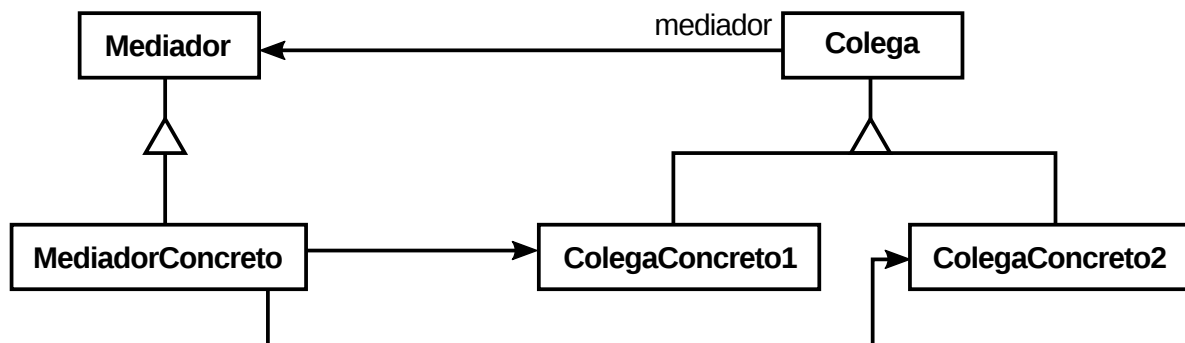 Mediador
mediador
Colega
MediadorConcreto
ColegaConcreto1
ColegaConcreto2